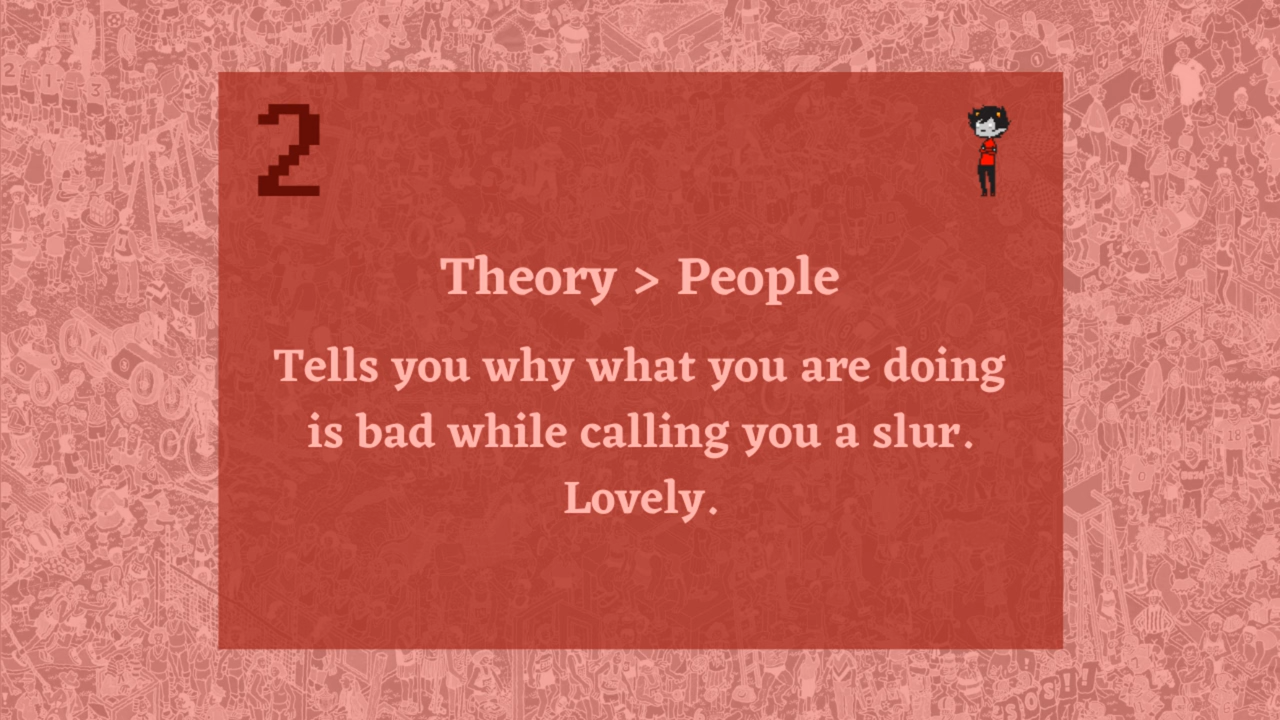 2
Theory > People
Tells you why what you are doing
is bad while calling you a slur.
Lovely.